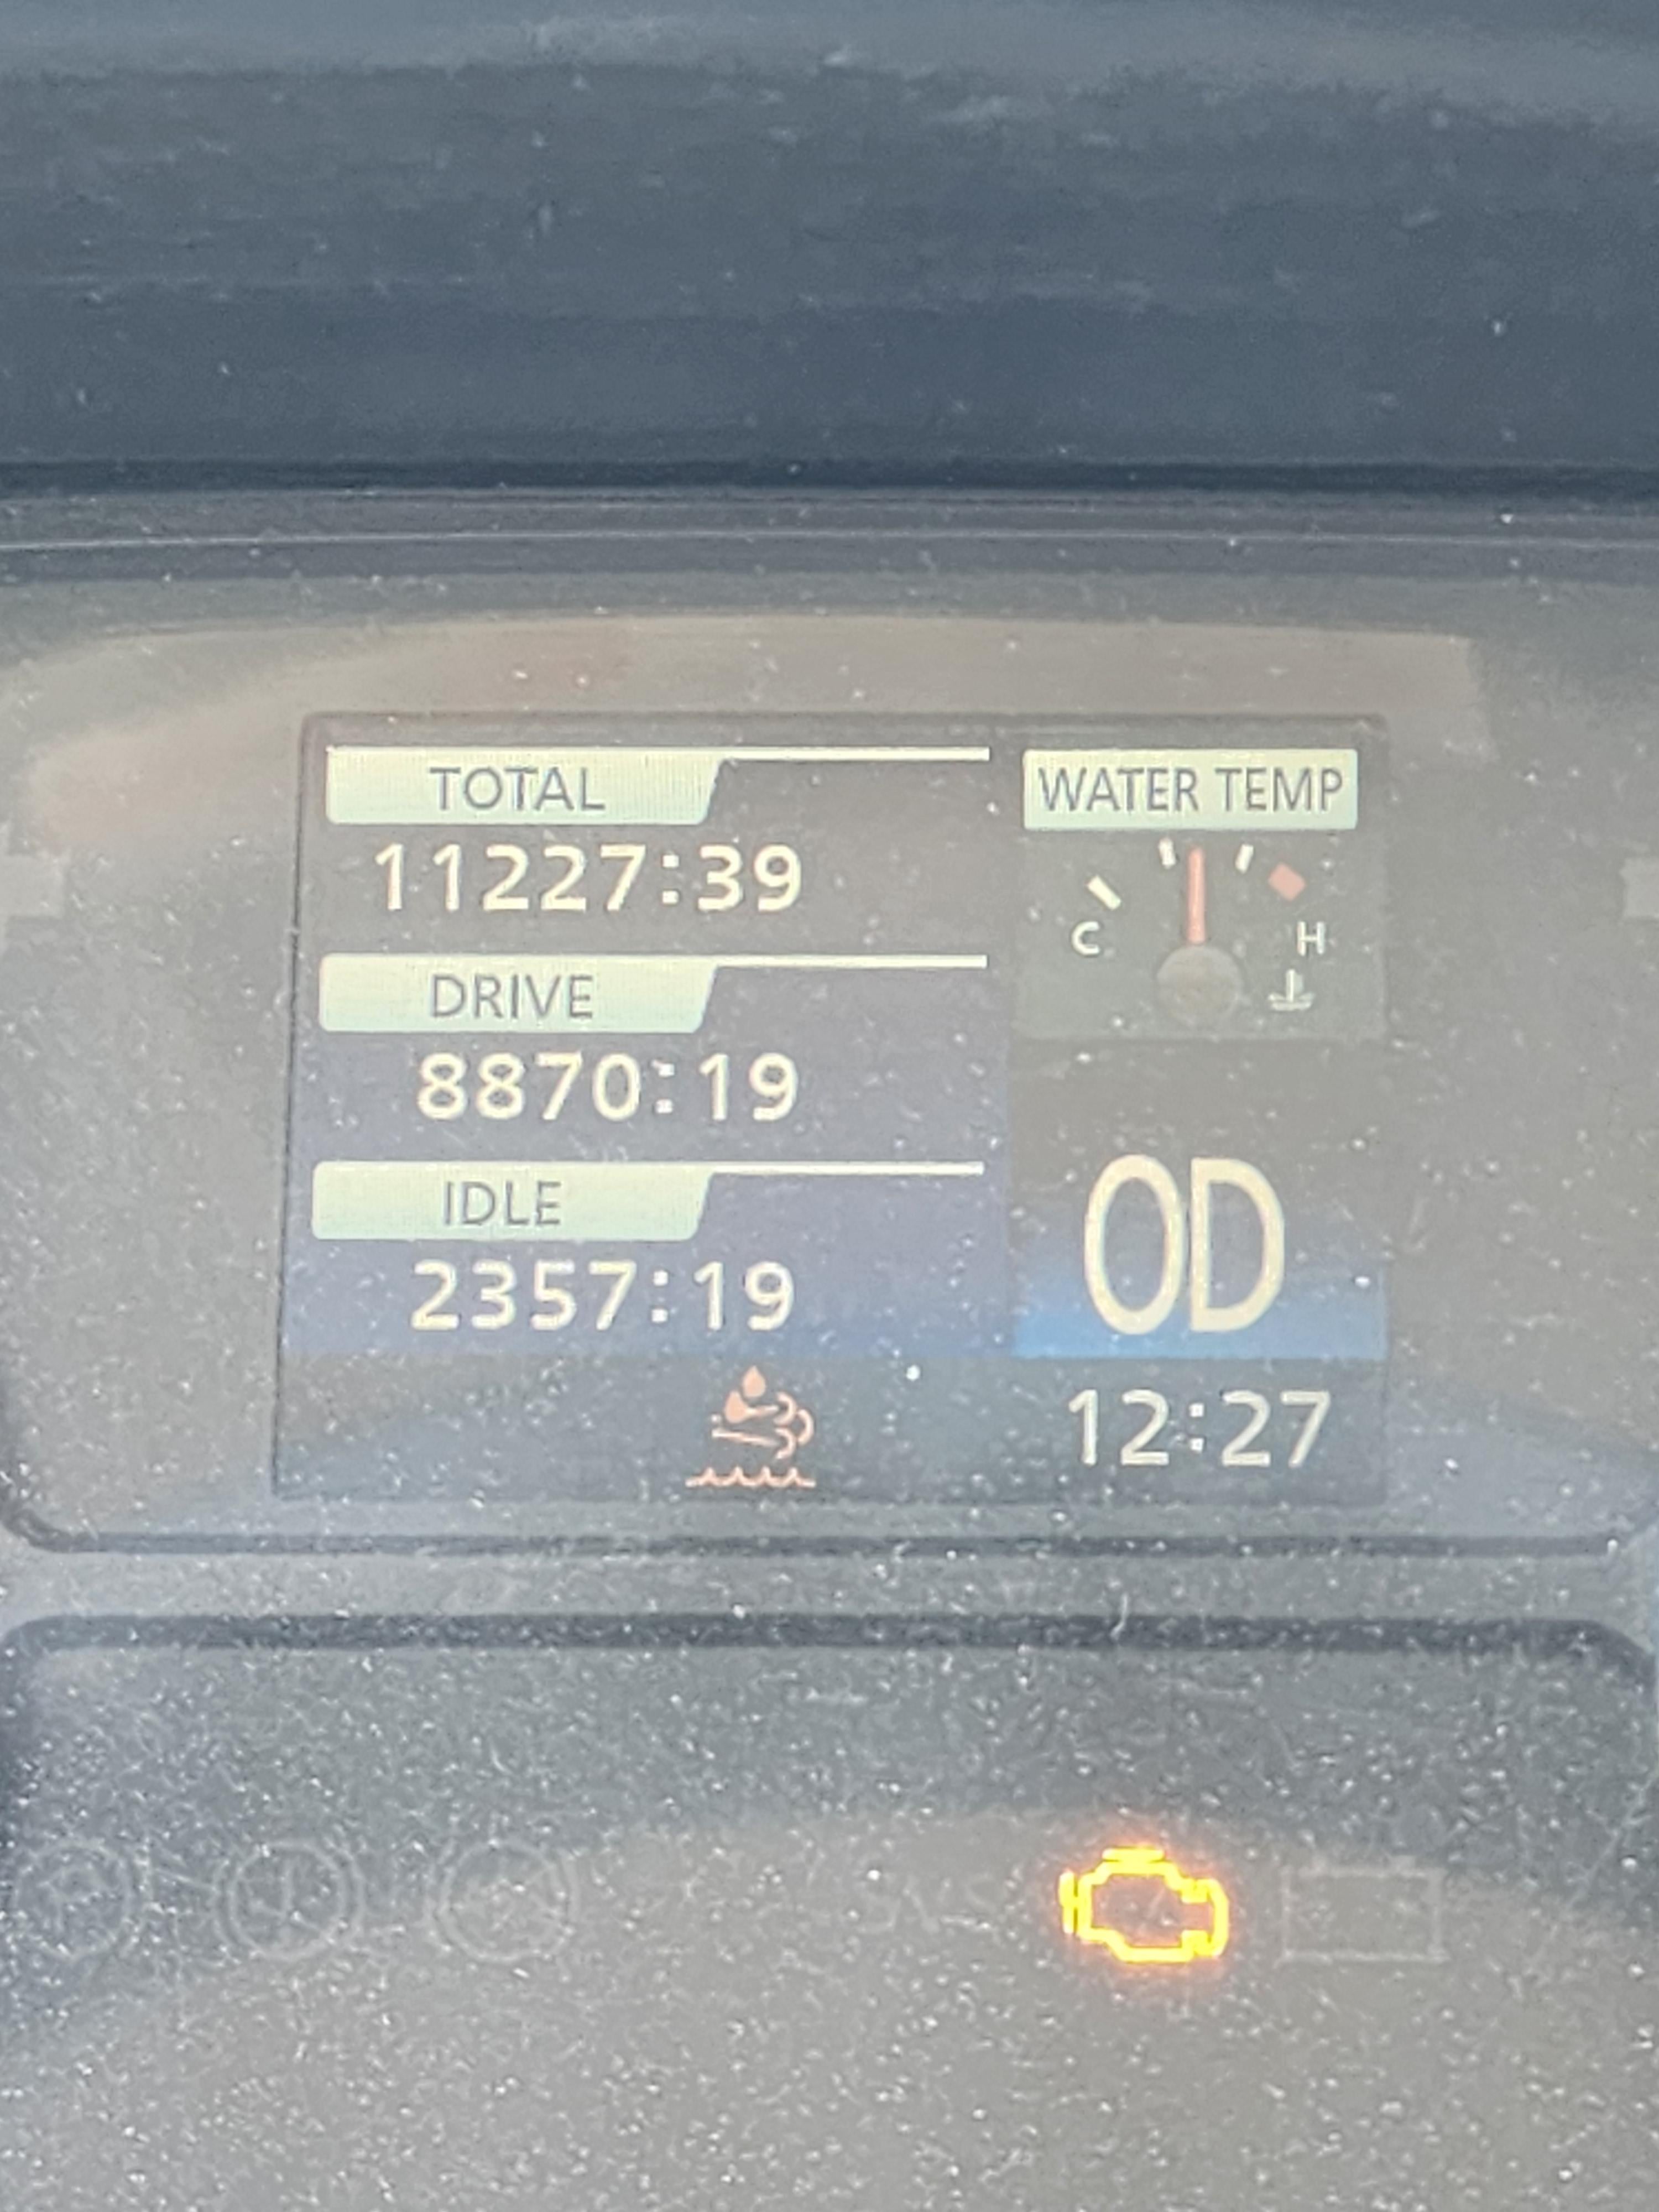 TOTAL
11227:39
DRIVE
8870:19
IDLE
2357:19
WATER TEMP
C H
OD
12:27